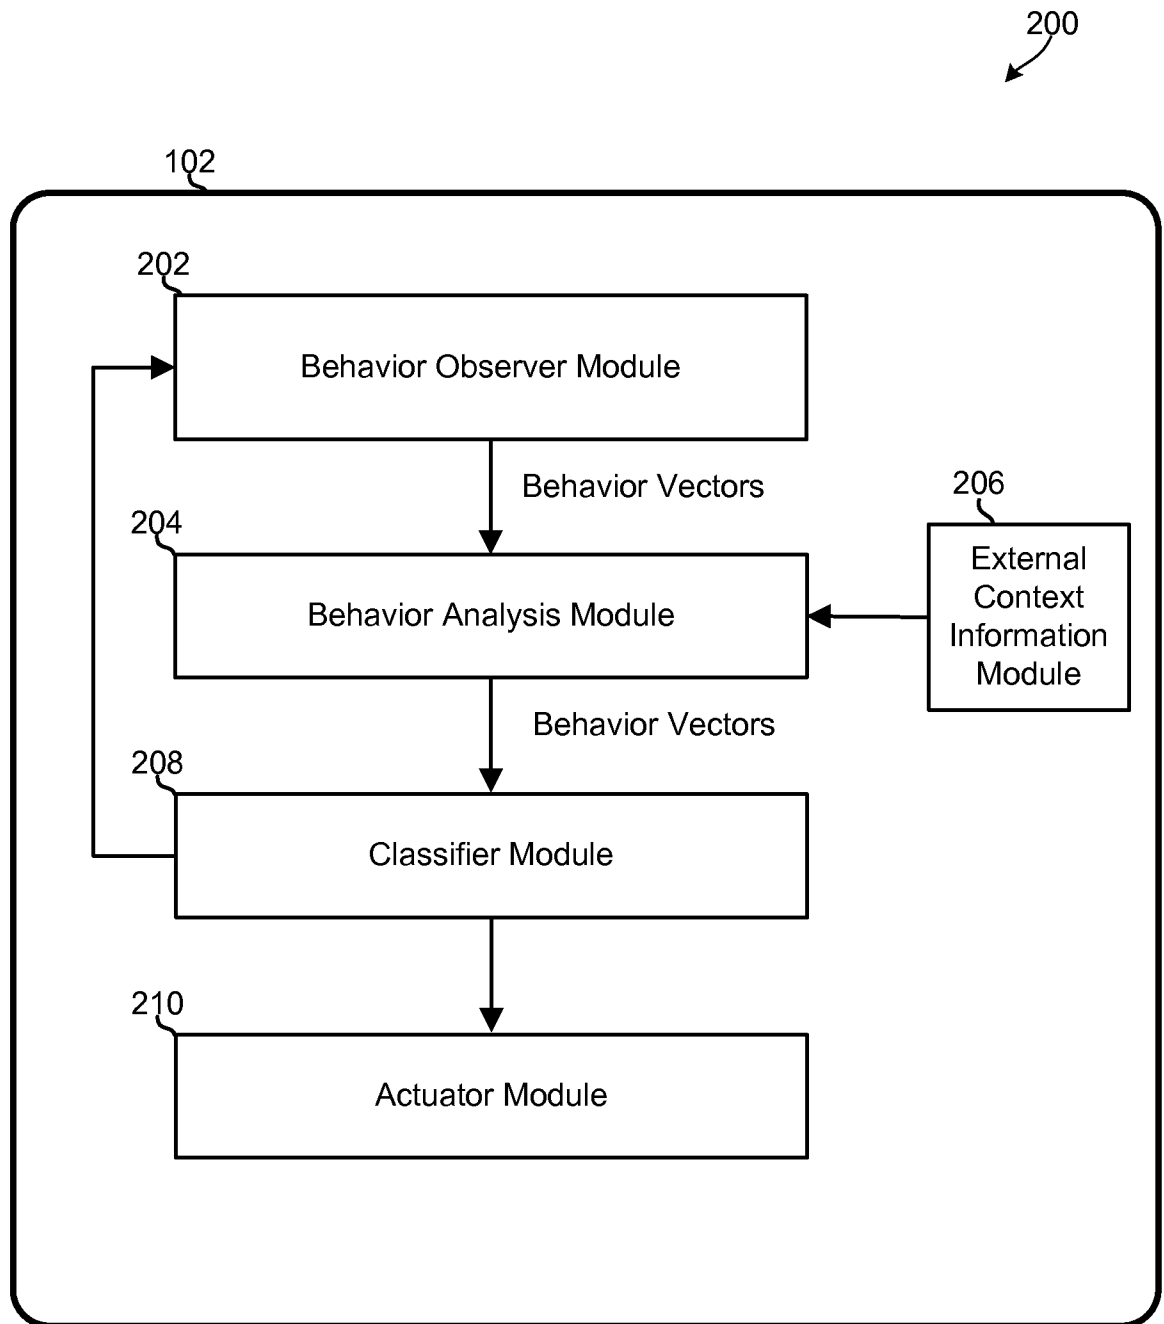 200
102
202
Behavior Observer Module
Behavior Vectors
206
204
External
Context
Information
Module
Behavior Analysis Module
Behavior Vectors
208
Classifier Module
210
Actuator Module